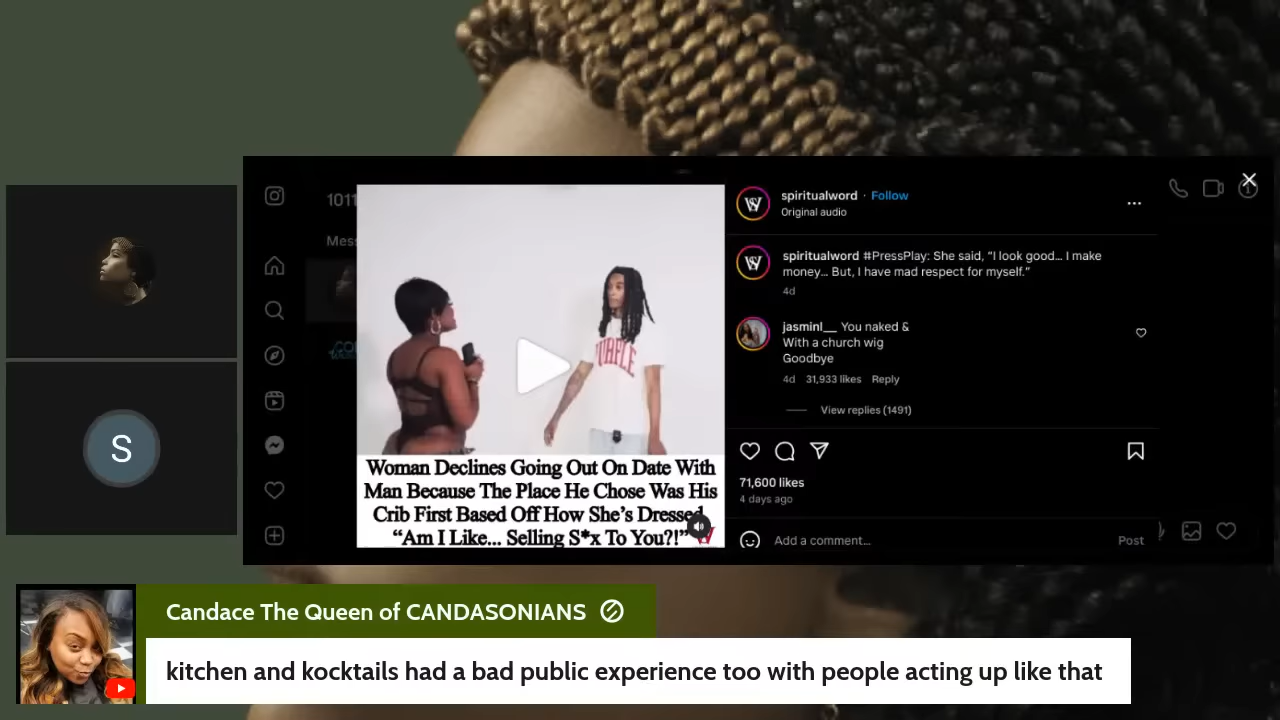 1011
Mess
spiritualword · Follow
Original audio
spiritualword #PressPlay: She said, “I look good... I make
money... But, I have mad respect for myself.”
4d
jasminl__ You naked &
With a church wig
Goodbye
4d 31,933 likes Reply
View replies (1491)
71,600 likes
4 days ago
Add a comment... Post
PURPLE
Woman Declines Going Out On Date With
Man Because The Place He Chose Was His
Crib First Based Off How She’s Dressed
“Am I Like... Selling S*x To You?!”
S
Candace The Queen of CANDASONIANS
kitchen and kocktails had a bad public experience too with people acting up like that